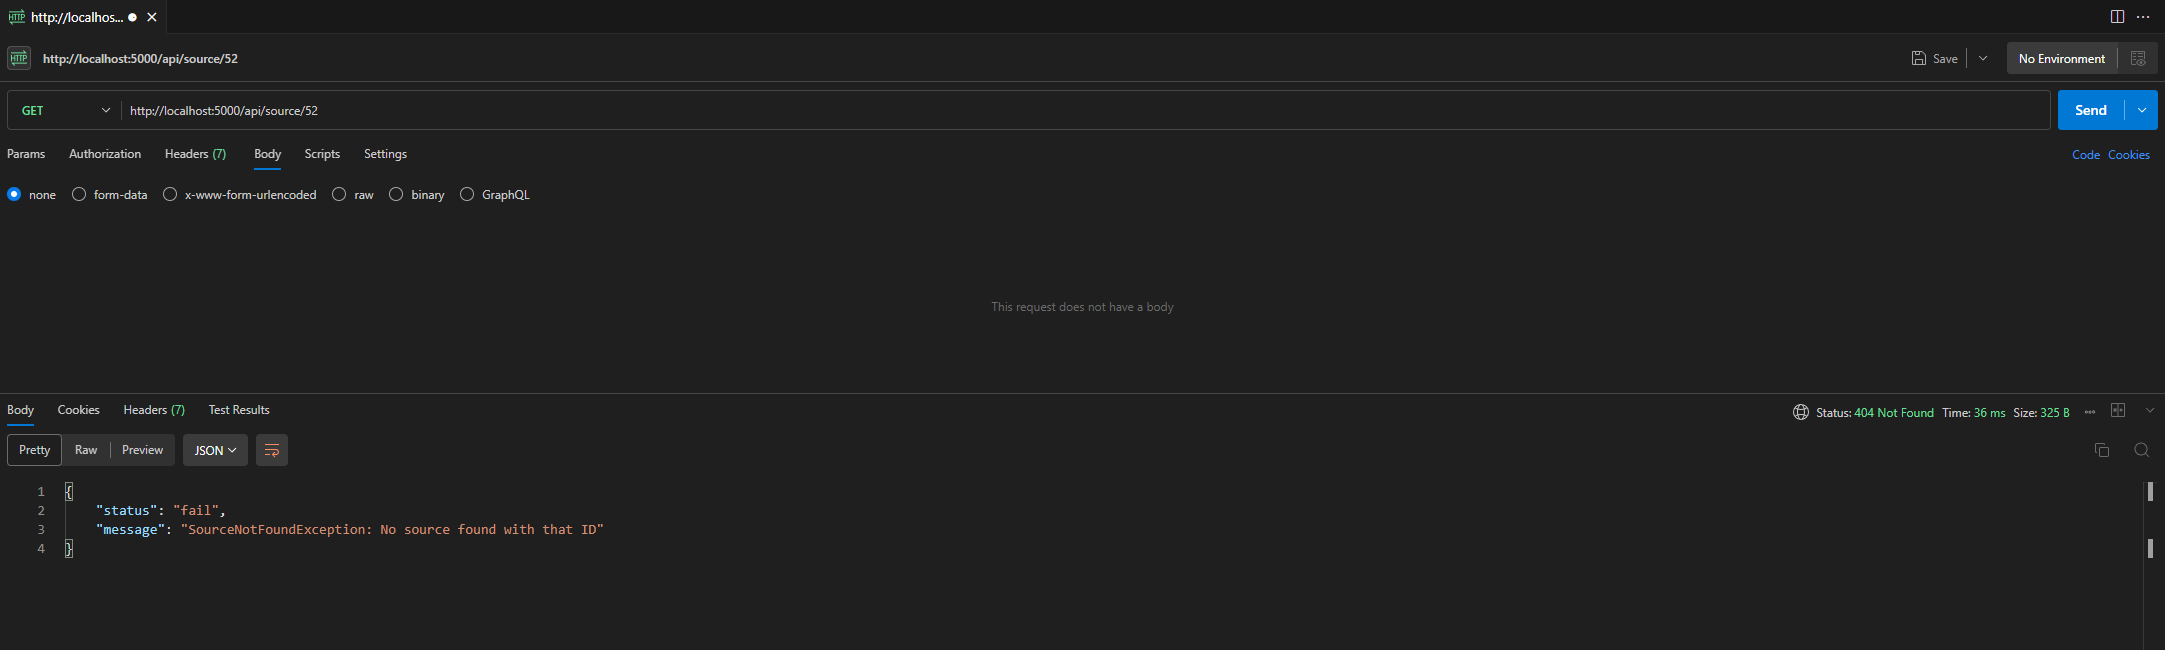 HTTP http://localhos...
HTTP http://localhost:5000/api/source/52 Save No Environment
GET http://localhost:5000/api/source/52 Send
Params Authorization Headers (7) Body Scripts Settings Code Cookies
none form-data x-www-form-urlencoded raw binary GraphQL
This request does not have a body
Body Cookies Headers (7) Test Results Status: 404 Not Found Time: 36 ms Size: 325 B
Pretty Raw Preview JSON
1 {
2 "status": "fail",
3 "message": "SourceNotFoundException: No source found with that ID"
4 }